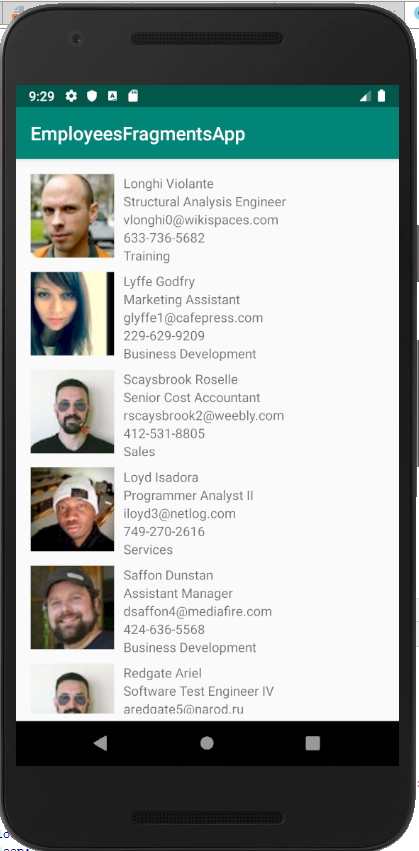 9:29
EmployeesFragmentsApp
Longhi Violante
Structural Analysis Engineer
vlonghi0@wikispaces.com
633-736-5682
Training
Lyffe Godfry
Marketing Assistant
glyffe1@cafepress.com
229-629-9209
Business Development
Scaysbrook Roselle
Senior Cost Accountant
rscaysbrook2@weebly.com
412-531-8805
Sales
Loyd Isadora
Programmer Analyst II
iloyd3@netlog.com
749-270-2616
Services
Saffon Dunstan
Assistant Manager
dsaffon4@mediafire.com
424-636-5568
Business Development
Redgate Ariel
Software Test Engineer IV
aredgate5@narod.ru